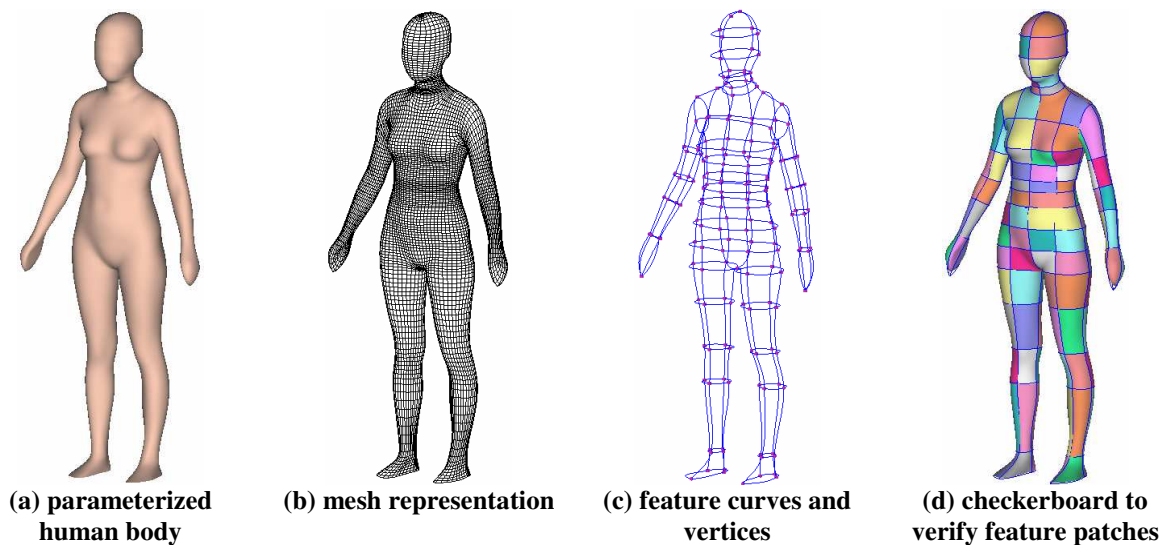 (a) parameterized
human body
(b) mesh representation
(c) feature curves and
vertices
(d) checkerboard to
verify feature patches